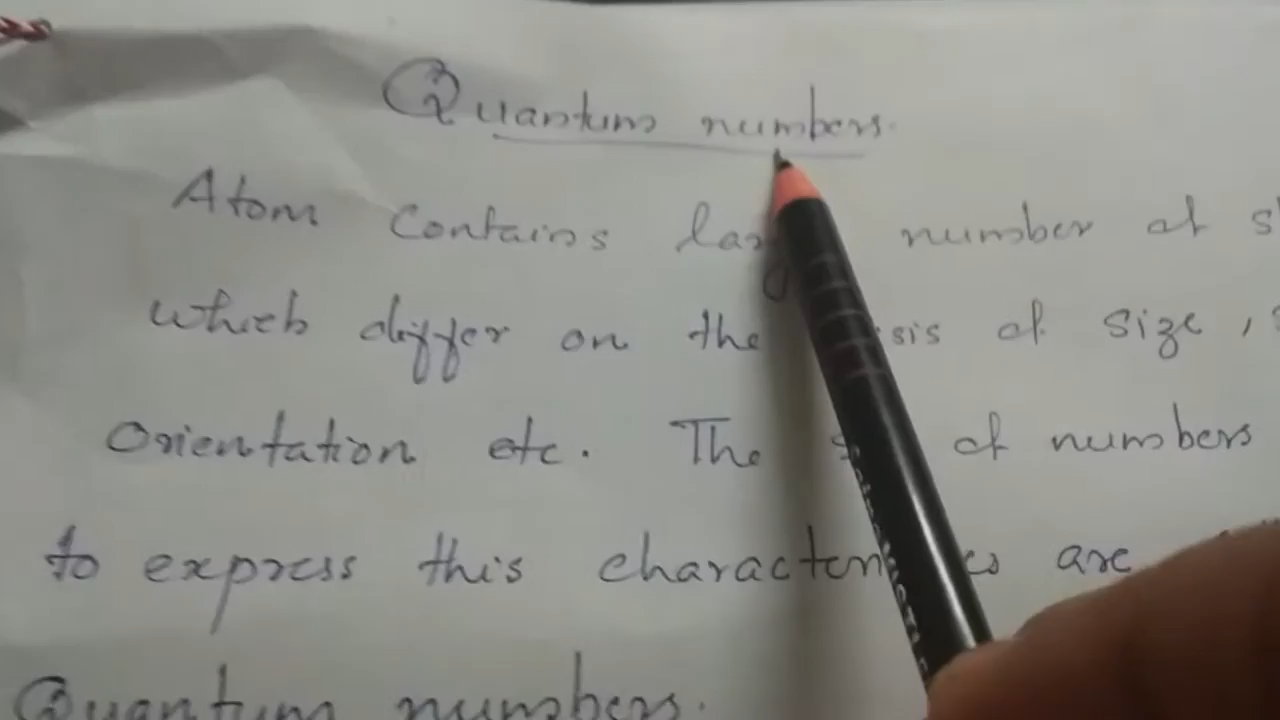 Quantum numbers.
Atom contains number of
which differ on the of size,
Orientation etc. The of numbers
to express this are
Quantum numbers.